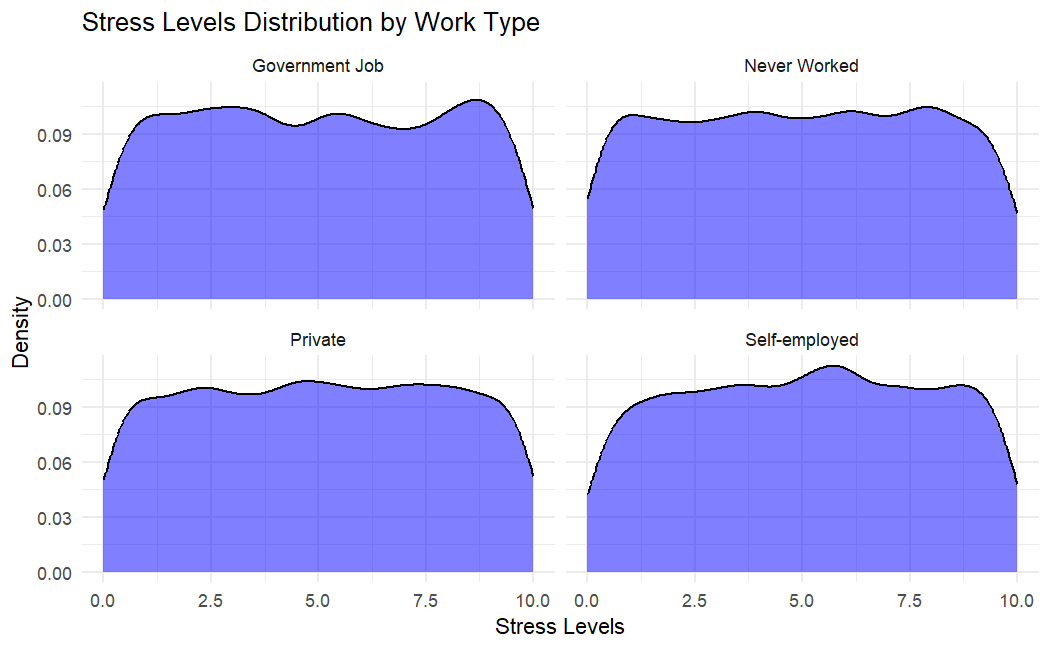 Stress Levels Distribution by Work Type
Government Job
Never Worked
0.09
0.06
0.03
0.00
Density
Private
Self-employed
0.09
0.06
0.03
0.00
0.0 2.5 5.0 7.5 10.0 0.0 2.5 5.0 7.5 10.0
Stress Levels